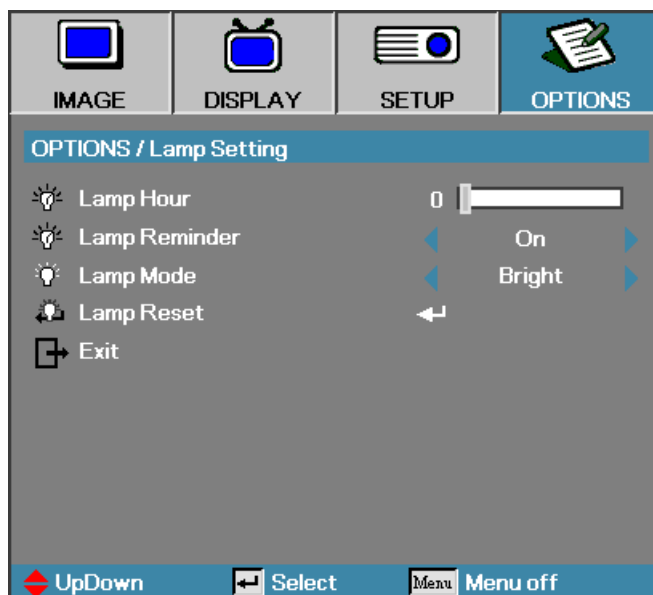 IMAGE DISPLAY SETUP OPTIONS
OPTIONS / Lamp Setting
Lamp Hour 0
Lamp Reminder On
Lamp Mode Bright
Lamp Reset
Exit
UpDown Select Menu Menu off